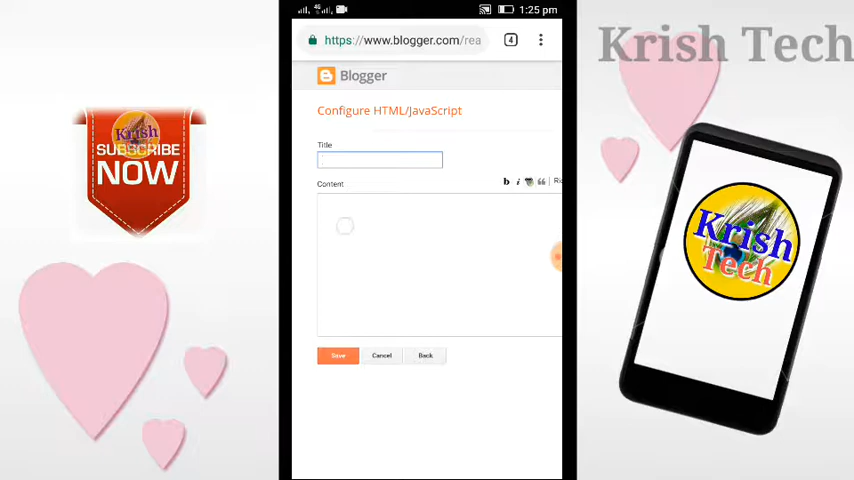 4G
1:25 pm
Krish Tech
https://www.blogger.com/rea
4
Blogger
Configure HTML/JavaScript
Title
Content
b i
Save Cancel Back
Krish
SUBSCRIBE
NOW
Krish
Tech